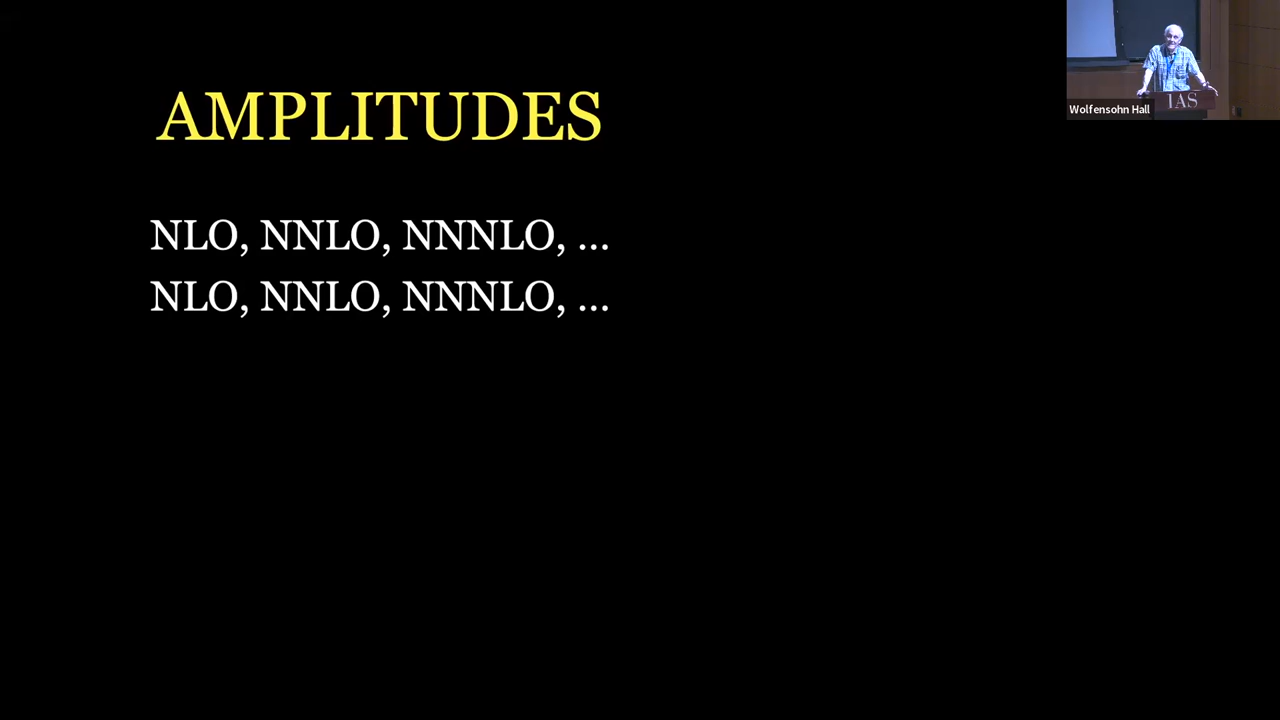 AMPLITUDES
NLO, NNLO, NNNLO, ...
NLO, NNLO, NNNLO, ...
IAS
Wolfensohn Hall